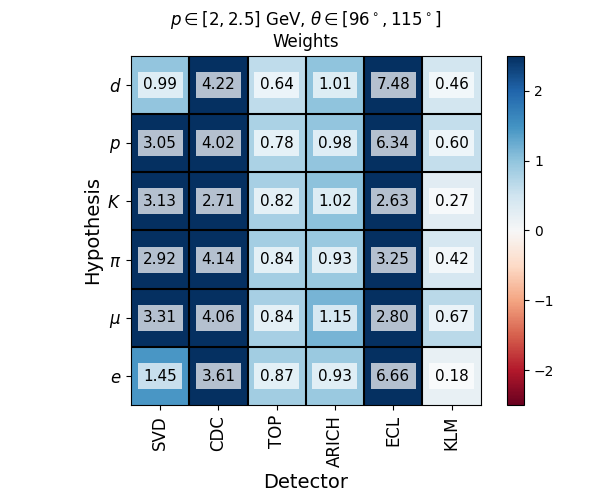 p ∈ [2, 2.5] GeV, θ ∈ [96°, 115°]
Weights
d 0.99 4.22 0.64 1.01 7.48 0.46
p 3.05 4.02 0.78 0.98 6.34 0.60
K 3.13 2.71 0.82 1.02 2.63 0.27
π 2.92 4.14 0.84 0.93 3.25 0.42
μ 3.31 4.06 0.84 1.15 2.80 0.67
e 1.45 3.61 0.87 0.93 6.66 0.18
SVD CDC TOP ARICH ECL KLM
Detector
Hypothesis
2
1
0
−1
−2